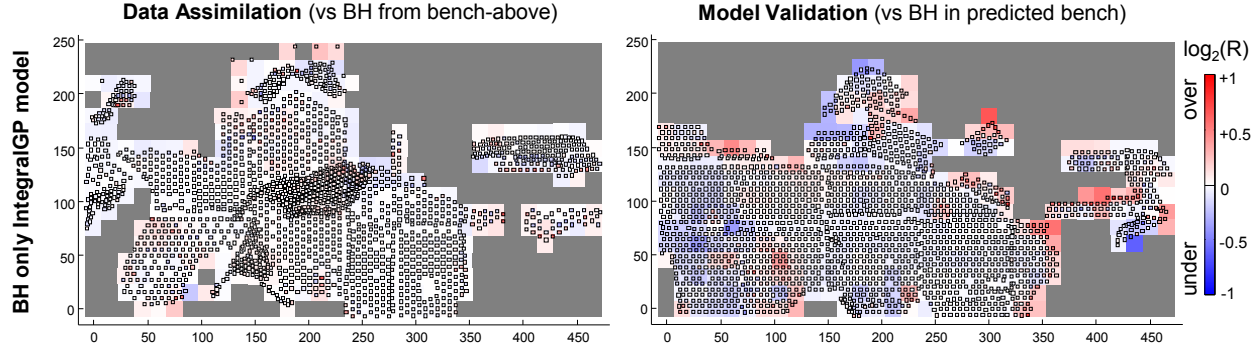 Data Assimilation (vs BH from bench-above)
Model Validation (vs BH in predicted bench)
BH only IntegralGP model
250
200
150
100
50
0
0 50 100 150 200 250 300 350 400 450
250
200
150
100
50
0
0 50 100 150 200 250 300 350 400 450
log2(R)
over
under
+1
+0.5
0
-0.5
-1